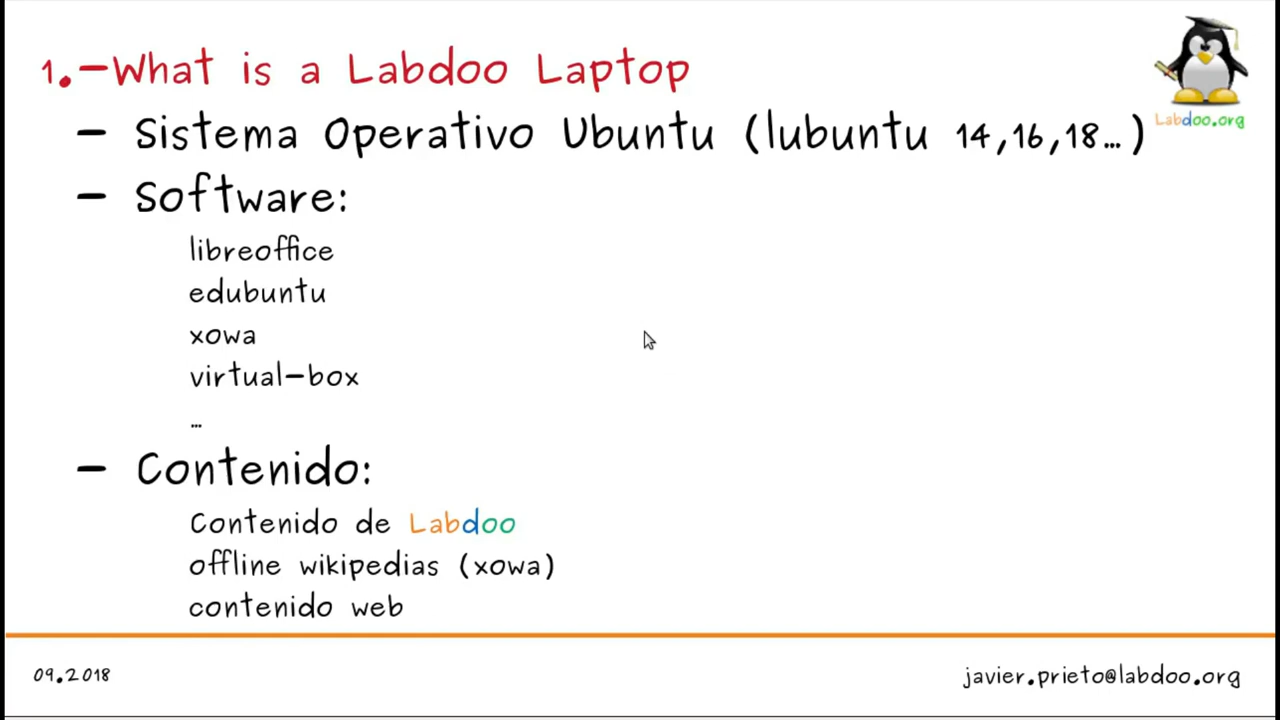 1.-What is a Labdoo Laptop
Labdoo.org
- Sistema Operativo Ubuntu (lubuntu 14,16,18...)
- Software:
libreoffice
edubuntu
xowa
virtual-box
...
- Contenido:
Contenido de Labdoo
offline wikipedias (xowa)
contenido web
09.2018
javier.prieto@labdoo.org